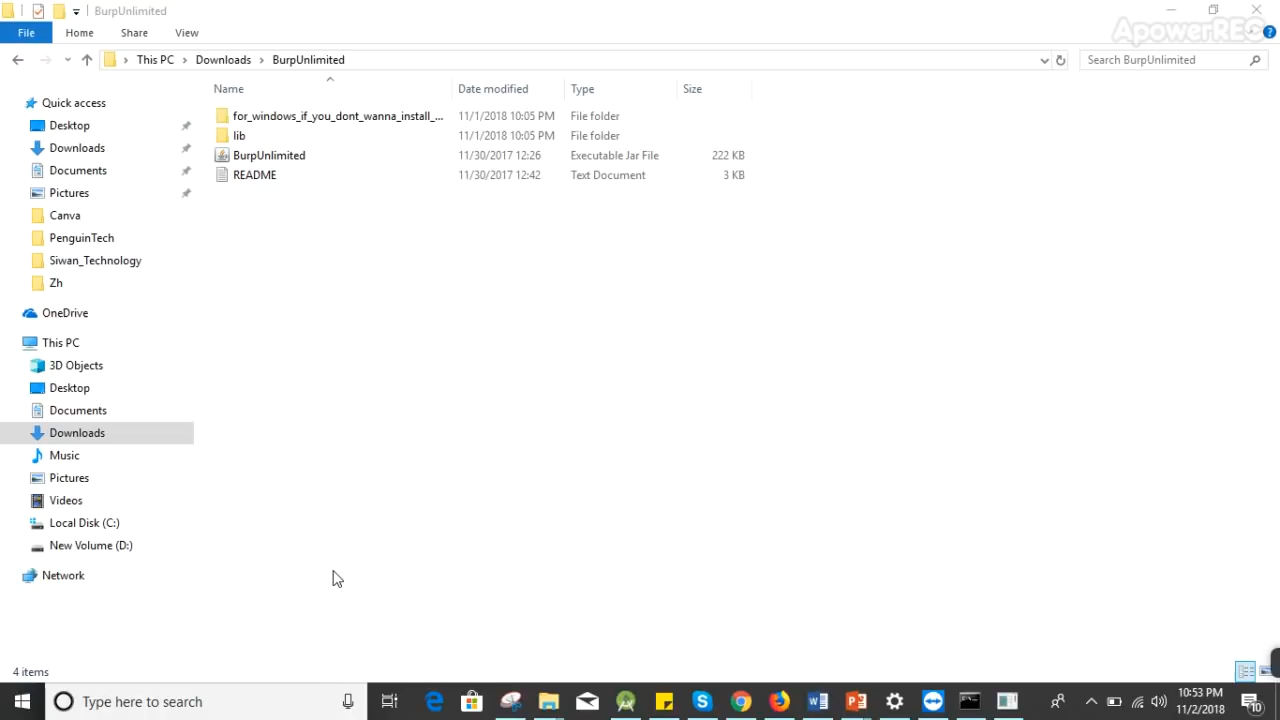 BurpUnlimited
ApowerREC
File Home Share View
This PC > Downloads > BurpUnlimited
Search BurpUnlimited
Name Date modified Type Size
for_windows_if_you_dont_wanna_install_... 11/1/2018 10:05 PM File folder
lib 11/1/2018 10:05 PM File folder
BurpUnlimited 11/30/2017 12:26 Executable Jar File 222 KB
README 11/30/2017 12:42 Text Document 3 KB
Quick access
Desktop
Downloads
Documents
Pictures
Canva
PenguinTech
Siwan_Technology
Zh
OneDrive
This PC
3D Objects
Desktop
Documents
Downloads
Music
Pictures
Videos
Local Disk (C:)
New Volume (D:)
Network
4 items
Type here to search
10:53 PM
11/2/2018
10